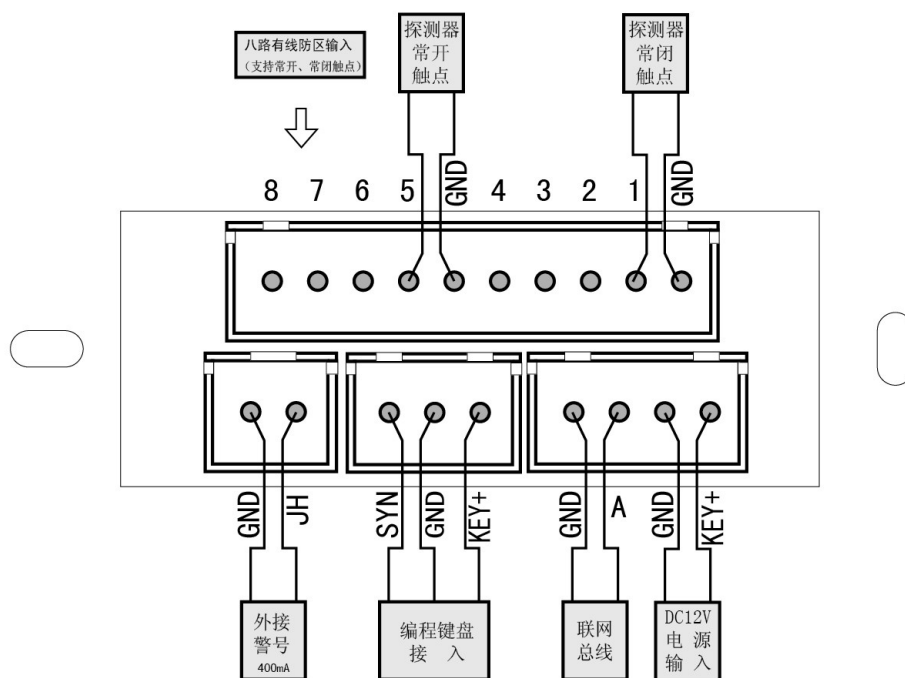 八路有线防区输入
（支持常开、常闭触点）
探测器
常开
触点
探测器
常闭
触点
8 7 6 5 GND 4 3 2 1 GND
GND JH SYN GND KEY+ GND A GND KEY+
外接
警号
400mA
编程键盘
接 入
联网
总线
DC12V
电 源
输 入